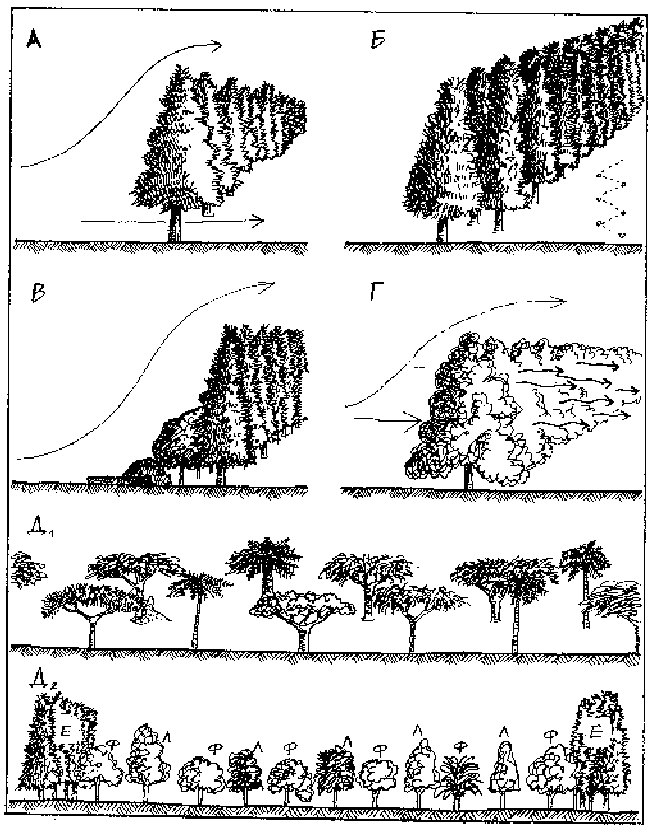 А Б
В Г
Д₁
Д₂
Е Ф Л Ф Л Ф Л Ф Л Ф Л Ф Е